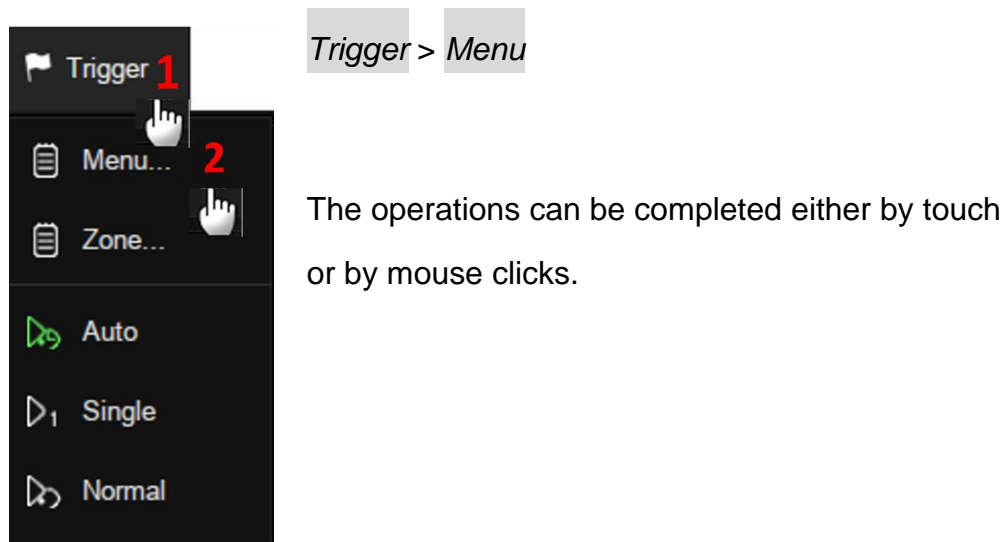 Trigger 1
Menu... 2
Zone...
Auto
1 Single
Normal
Trigger > Menu
The operations can be completed either by touch
or by mouse clicks.